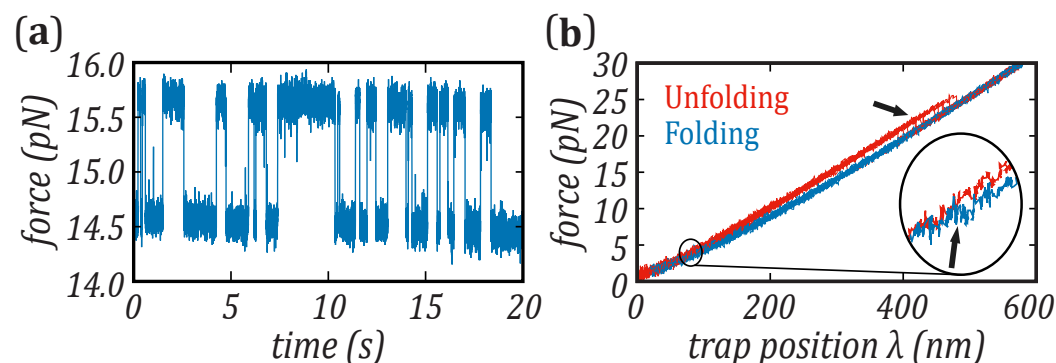 (a)
force (pN)
16.0
15.5
15.0
14.5
14.0
0 5 10 15 20
time (s)
(b)
force (pN)
30
25
20
15
10
5
0
Unfolding
Folding
0 200 400 600
trap position λ (nm)